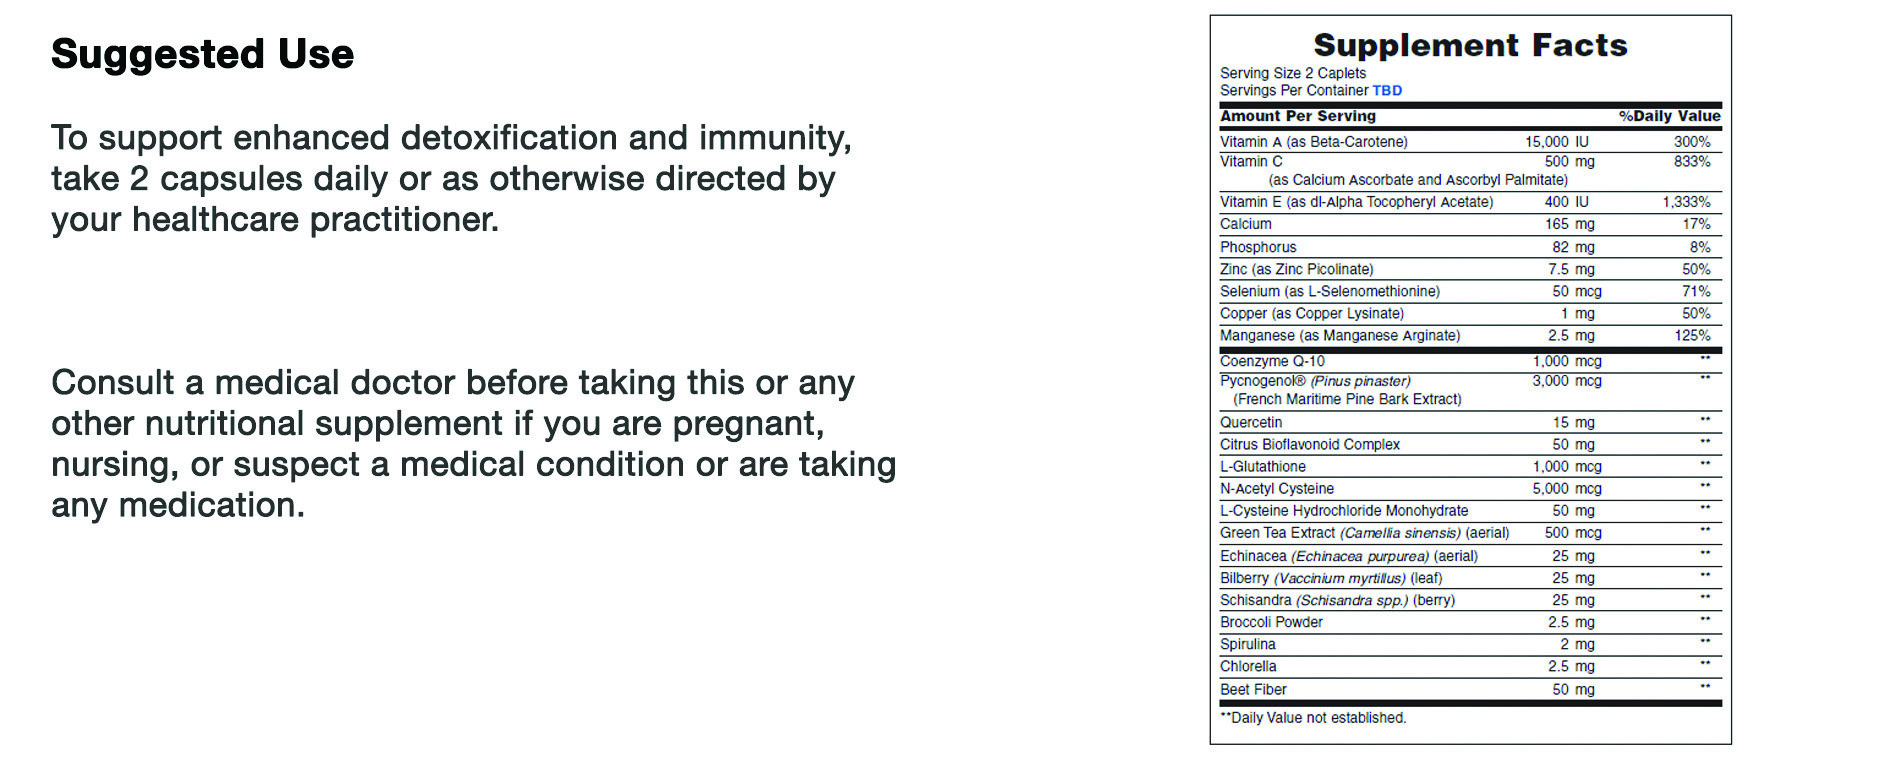 Suggested Use
To support enhanced detoxification and immunity,
take 2 capsules daily or as otherwise directed by
your healthcare practitioner.
Consult a medical doctor before taking this or any
other nutritional supplement if you are pregnant,
nursing, or suspect a medical condition or are taking
any medication.
Supplement Facts
Serving Size 2 Caplets
Servings Per Container TBD
Amount Per Serving %Daily Value
Vitamin A (as Beta-Carotene) 15,000 IU 300%
Vitamin C 500 mg 833%
(as Calcium Ascorbate and Ascorbyl Palmitate)
Vitamin E (as dl-Alpha Tocopheryl Acetate) 400 IU 1,333%
Calcium 165 mg 17%
Phosphorus 82 mg 8%
Zinc (as Zinc Picolinate) 7.5 mg 50%
Selenium (as L-Selenomethionine) 50 mcg 71%
Copper (as Copper Lysinate) 1 mg 50%
Manganese (as Manganese Arginate) 2.5 mg 125%
Coenzyme Q-10 1,000 mcg **
Pycnogenol® (Pinus pinaster) 3,000 mcg **
(French Maritime Pine Bark Extract)
Quercetin 15 mg **
Citrus Bioflavonoid Complex 50 mg **
L-Glutathione 1,000 mcg **
N-Acetyl Cysteine 5,000 mcg **
L-Cysteine Hydrochloride Monohydrate 50 mg **
Green Tea Extract (Camellia sinensis) (aerial) 500 mcg **
Echinacea (Echinacea purpurea) (aerial) 25 mg **
Bilberry (Vaccinium myrtillus) (leaf) 25 mg **
Schisandra (Schisandra spp.) (berry) 25 mg **
Broccoli Powder 2.5 mg **
Spirulina 2 mg **
Chlorella 2.5 mg **
Beet Fiber 50 mg **
**Daily Value not established.